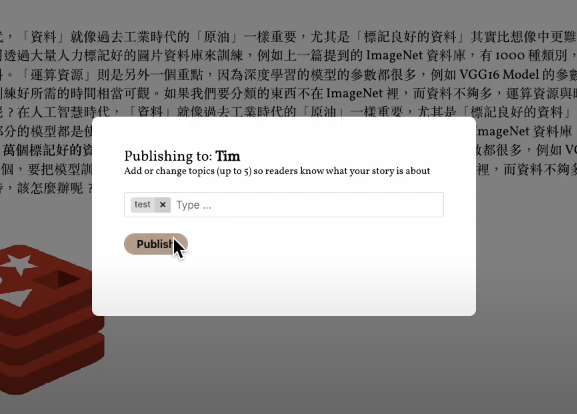 ，「資料」就像過去工業時代的「原油」一樣重要，尤其是「標記良好的資料」其實比想像中更難
透過大量人力標記好的圖片資料庫來訓練，例如上一篇提到的 ImageNet 資料庫，有 1000 種類別，
。「運算資源」則是另外一個重點，因為深度學習的模型的參數都很多，例如 VGG16 Model 的參數
練好所需的時間相當可觀。如果我們要分類的東西不在 ImageNet 裡，而資料不夠多，運算資源與時
？在人工智慧時代，「資料」就像過去工業時代的「原油」一樣重要，尤其是「標記良好的資料」
部分的模型都是使 mageNet 資料庫
萬個標記好的資 數都很多，例如 VG
個，要把模型訓 裡，而資料不夠多
，該怎麼辦呢？
Publishing to: Tim
Add or change topics (up to 5) so readers know what your story is about
test × Type ...
Publish